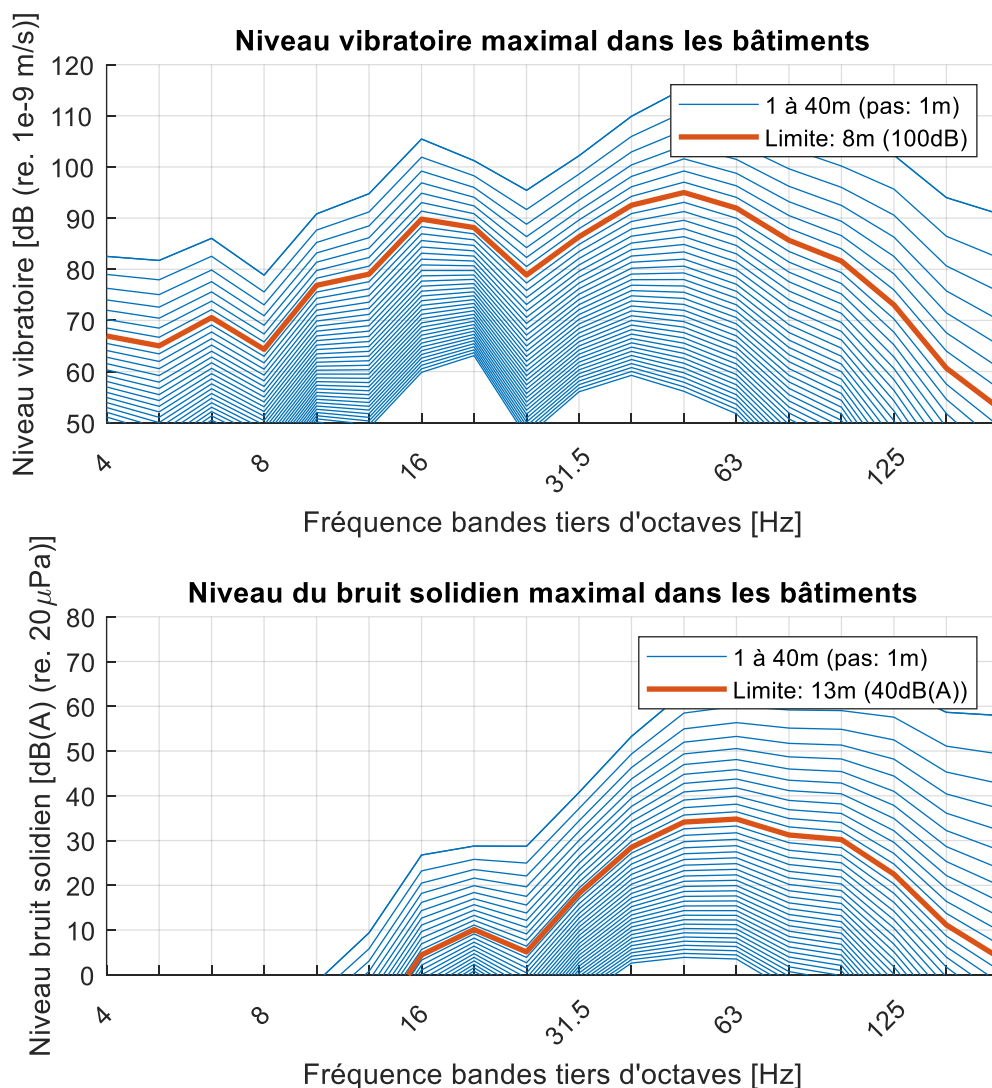 Niveau vibratoire maximal dans les bâtiments
Niveau vibratoire [dB (re. 1e-9 m/s)]
120
110
100
90
80
70
60
50
1 à 40m (pas: 1m)
Limite: 8m (100dB)
4
8
16
31.5
63
125
Fréquence bandes tiers d'octaves [Hz]
Niveau du bruit solidien maximal dans les bâtiments
Niveau bruit solidien [dB(A) (re. 20μPa)]
80
70
60
50
40
30
20
10
0
1 à 40m (pas: 1m)
Limite: 13m (40dB(A))
4
8
16
31.5
63
125
Fréquence bandes tiers d'octaves [Hz]